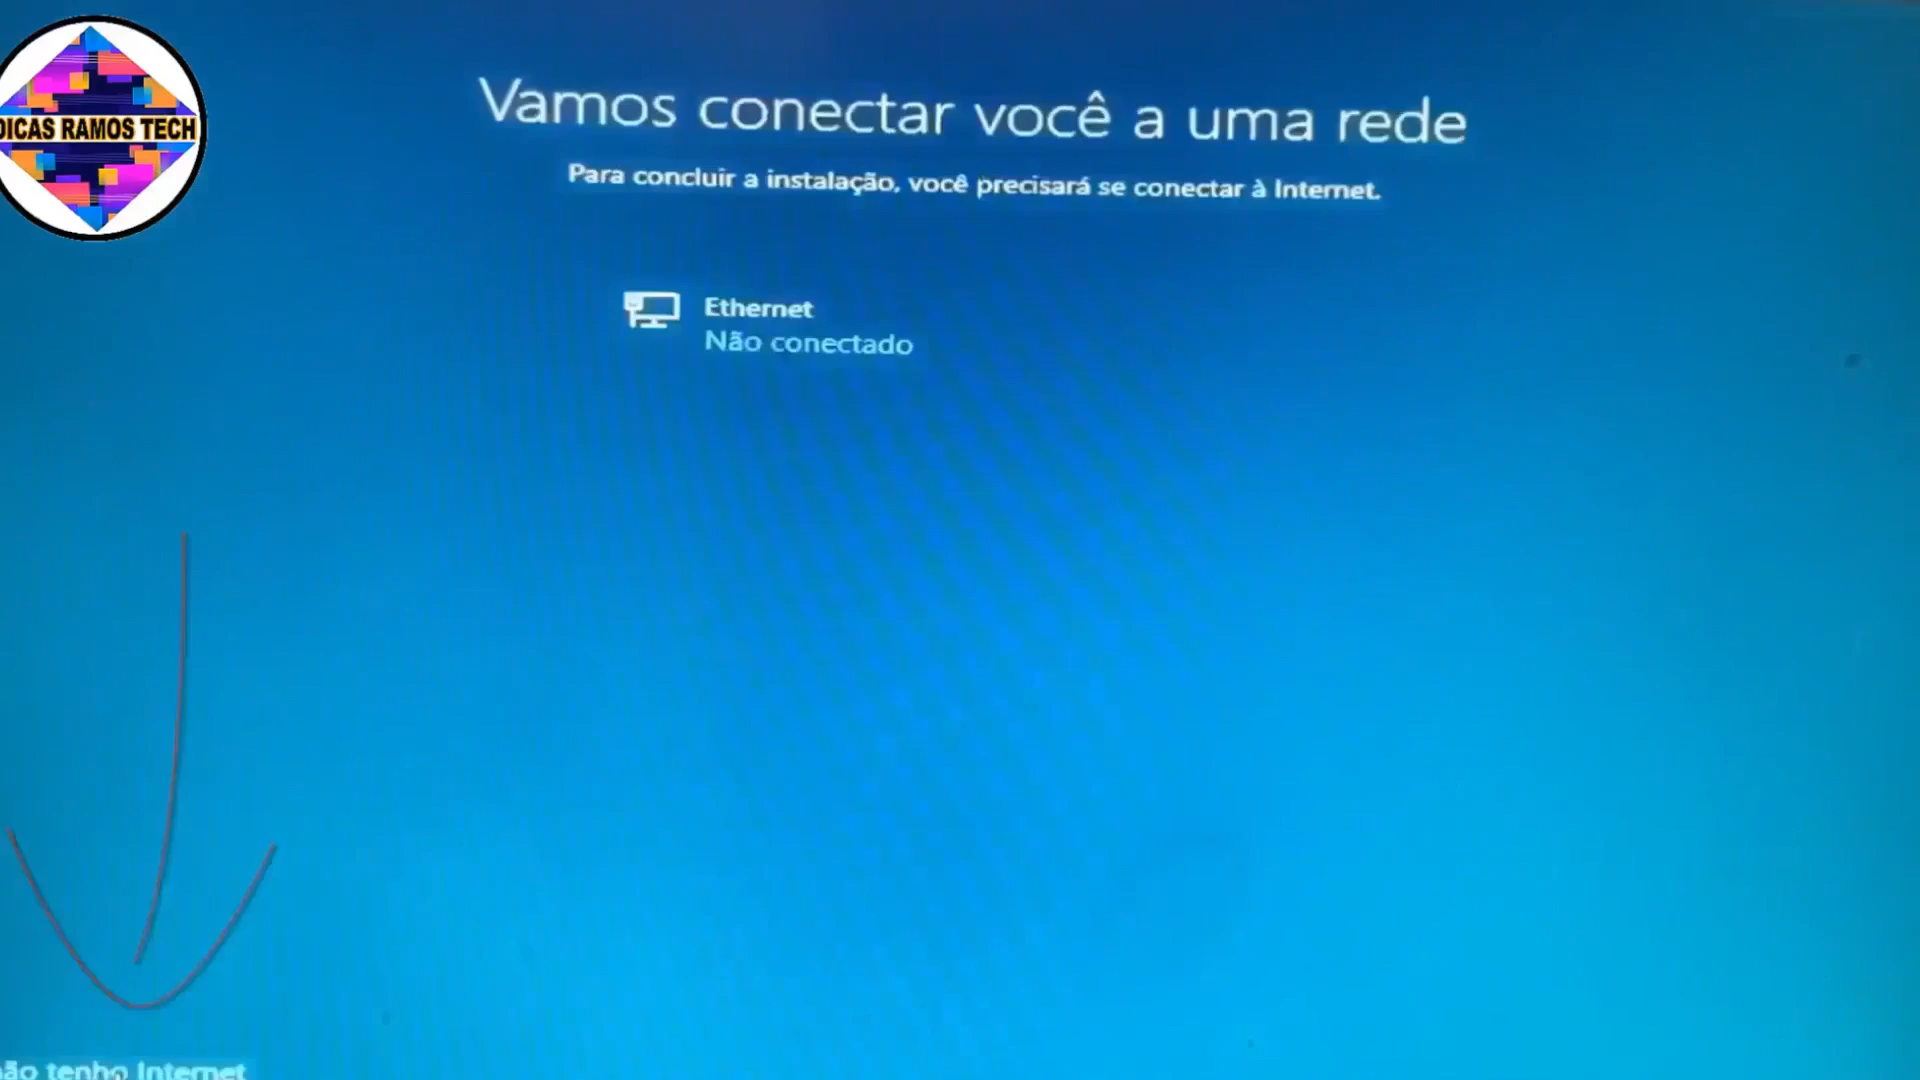 DICAS RAMOS TECH
Vamos conectar você a uma rede
Para concluir a instalação, você precisará se conectar à Internet.
Ethernet
Não conectado
não tenho Internet